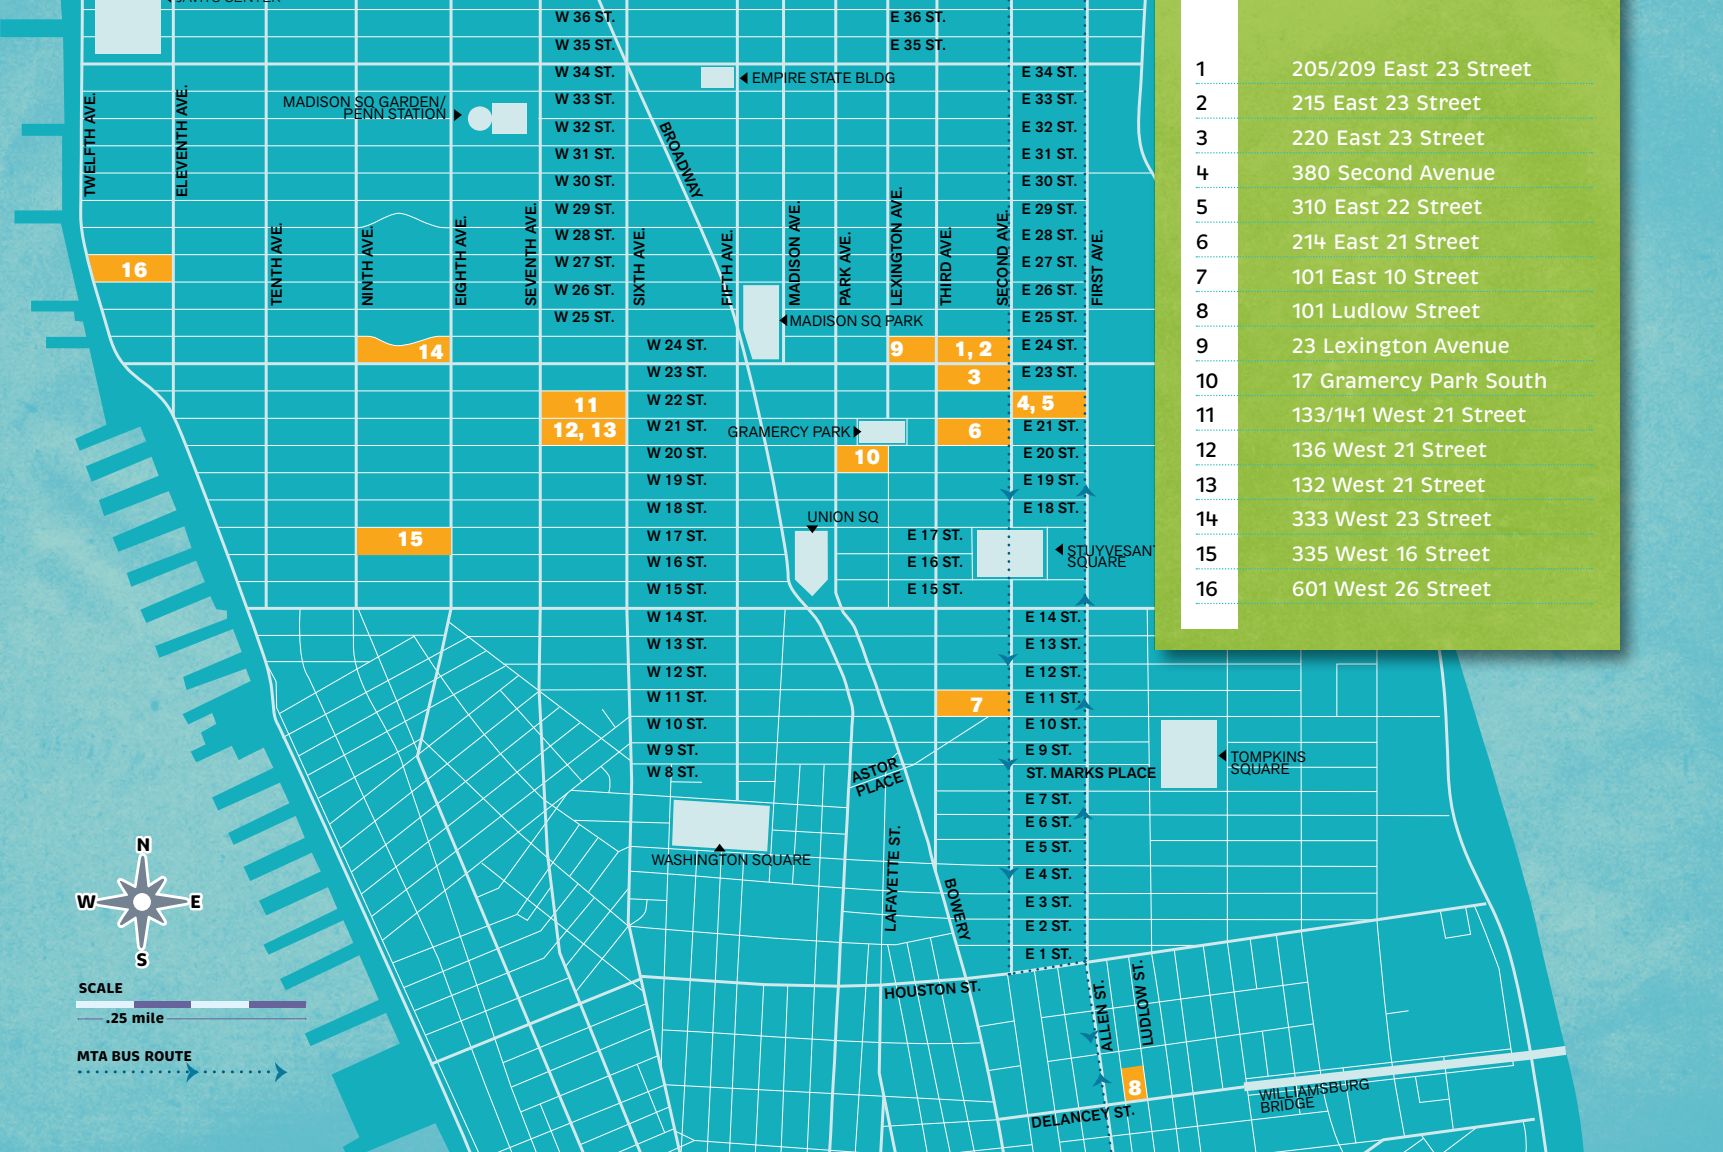 W 36 ST.
E 36 ST.
W 35 ST.
E 35 ST.
W 34 ST.
EMPIRE STATE BLDG
E 34 ST.
MADISON SQ GARDEN/
PENN STATION
W 33 ST.
E 33 ST.
W 32 ST.
E 32 ST.
W 31 ST.
E 31 ST.
W 30 ST.
E 30 ST.
W 29 ST.
E 29 ST.
W 28 ST.
E 28 ST.
W 27 ST.
E 27 ST.
W 26 ST.
E 26 ST.
W 25 ST.
E 25 ST.
TWELFTH AVE.
ELEVENTH AVE.
TENTH AVE.
NINTH AVE.
EIGHTH AVE.
SEVENTH AVE.
SIXTH AVE.
BROADWAY
FIFTH AVE.
MADISON AVE.
PARK AVE.
LEXINGTON AVE.
THIRD AVE.
SECOND AVE.
FIRST AVE.
16
MADISON SQ PARK
14
W 24 ST.
9
1, 2
E 24 ST.
W 23 ST.
3
E 23 ST.
11
W 22 ST.
4, 5
12, 13
W 21 ST.
GRAMERCY PARK
6
E 21 ST.
W 20 ST.
10
E 20 ST.
W 19 ST.
E 19 ST.
W 18 ST.
E 18 ST.
UNION SQ
15
W 17 ST.
E 17 ST.
W 16 ST.
E 16 ST.
SQUARE
W 15 ST.
E 15 ST.
W 14 ST.
E 14 ST.
W 13 ST.
E 13 ST.
W 12 ST.
E 12 ST.
W 11 ST.
7
E 11 ST.
W 10 ST.
E 10 ST.
W 9 ST.
E 9 ST.
TOMPKINS
SQUARE
W 8 ST.
ST. MARKS PLACE
ASTOR
PLACE
E 7 ST.
E 6 ST.
E 5 ST.
WASHINGTON SQUARE
E 4 ST.
E 3 ST.
E 2 ST.
E 1 ST.
LAFAYETTE ST.
BOWERY
HOUSTON ST.
ALLEN ST.
LUDLOW ST.
8
DELANCEY ST.
WILLIAMSBURG
BRIDGE
N
W
E
S
SCALE
.25 mile
MTA BUS ROUTE
1 205/209 East 23 Street
2 215 East 23 Street
3 220 East 23 Street
4 380 Second Avenue
5 310 East 22 Street
6 214 East 21 Street
7 101 East 10 Street
8 101 Ludlow Street
9 23 Lexington Avenue
10 17 Gramercy Park South
11 133/141 West 21 Street
12 136 West 21 Street
13 132 West 21 Street
14 333 West 23 Street
15 335 West 16 Street
16 601 West 26 Street